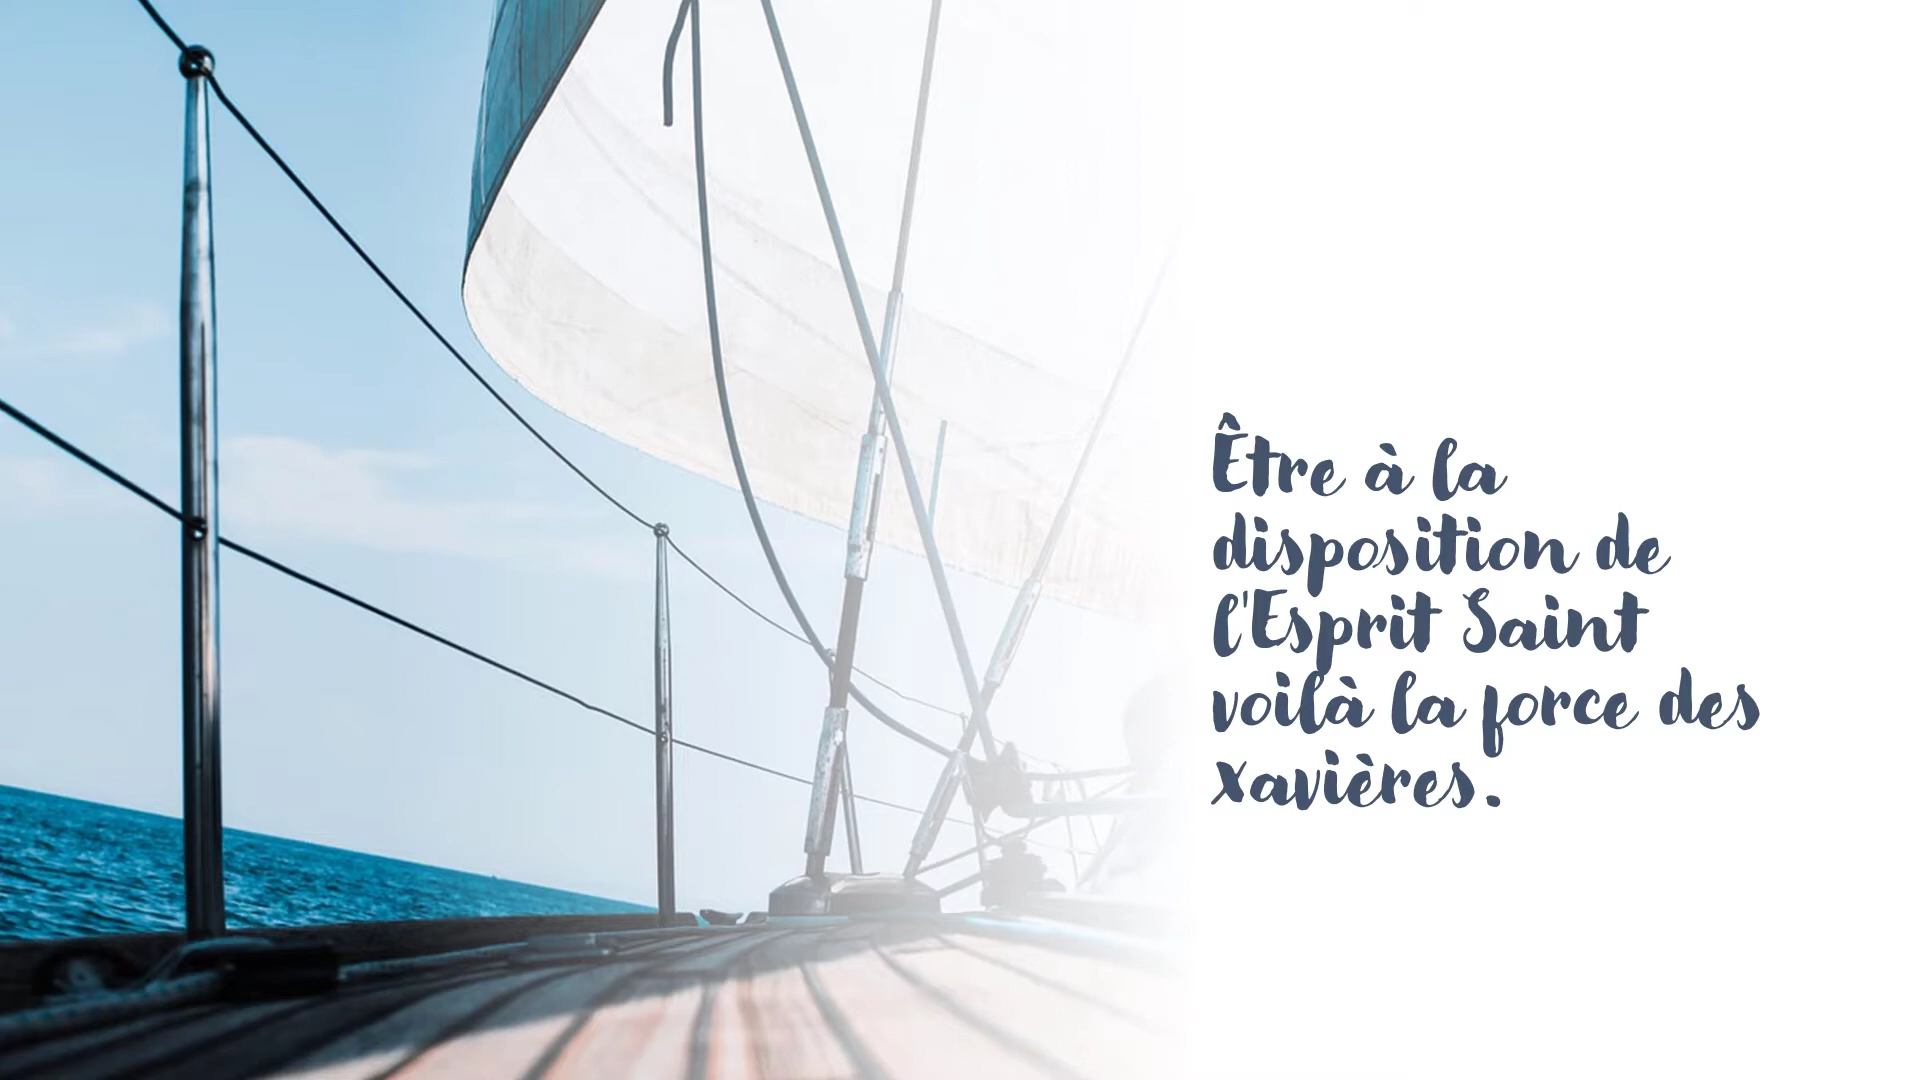 Être à la
disposition de
l'Esprit Saint
voilà la force des
xavières.